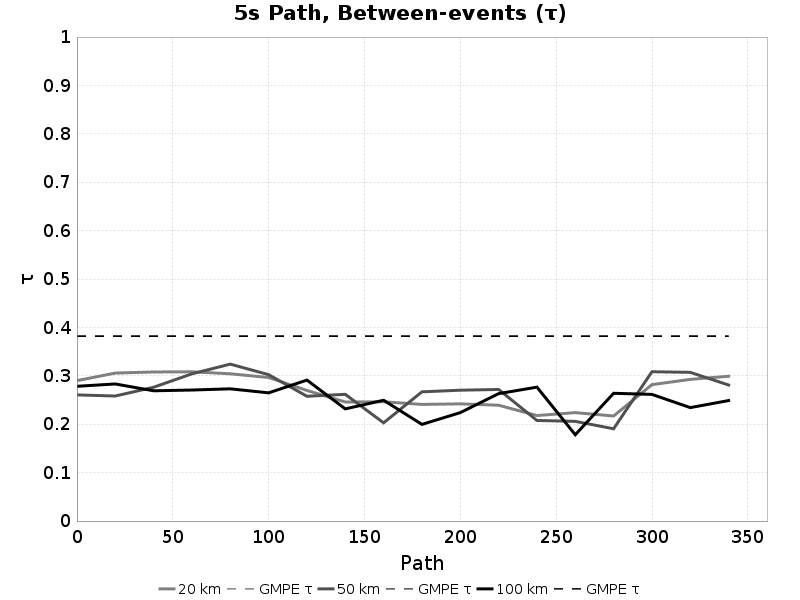 5s Path, Between-events (τ)
1
0.9
0.8
0.7
0.6
0.5
0.4
0.3
0.2
0.1
0
τ
0 50 100 150 200 250 300 350
Path
20 km GMPE τ 50 km GMPE τ 100 km GMPE τ